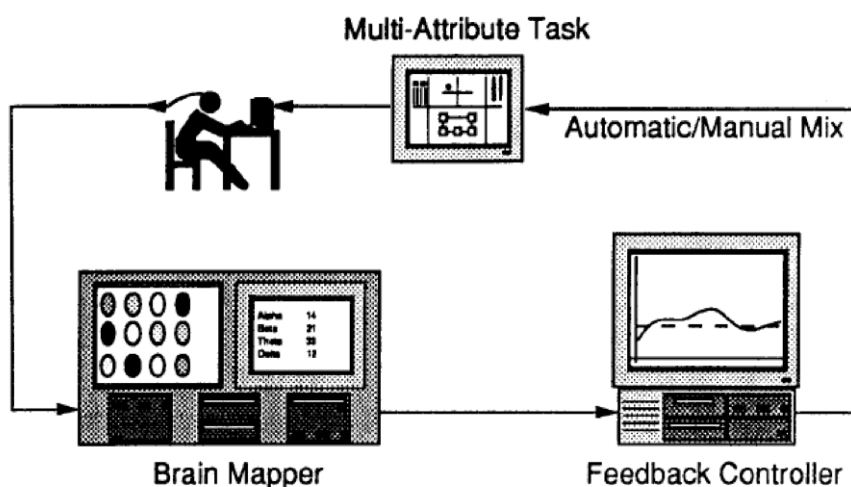 Multi-Attribute Task
Automatic/Manual Mix
Alpha 14
Beta 21
Theta 33
Delta 12
Brain Mapper
Feedback Controller